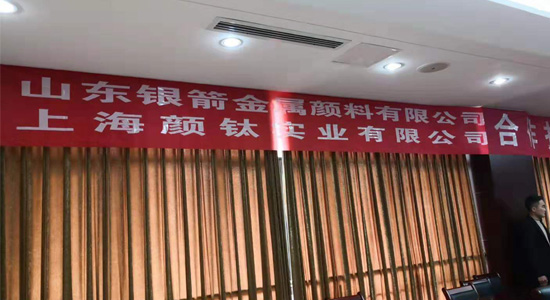 山东银箭金属颜料有限公司
上海颜钛实业有限公司
合作